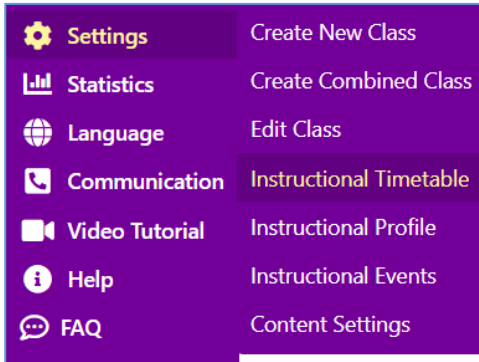 Settings
Statistics
Language
Communication
Video Tutorial
Help
FAQ
Create New Class
Create Combined Class
Edit Class
Instructional Timetable
Instructional Profile
Instructional Events
Content Settings